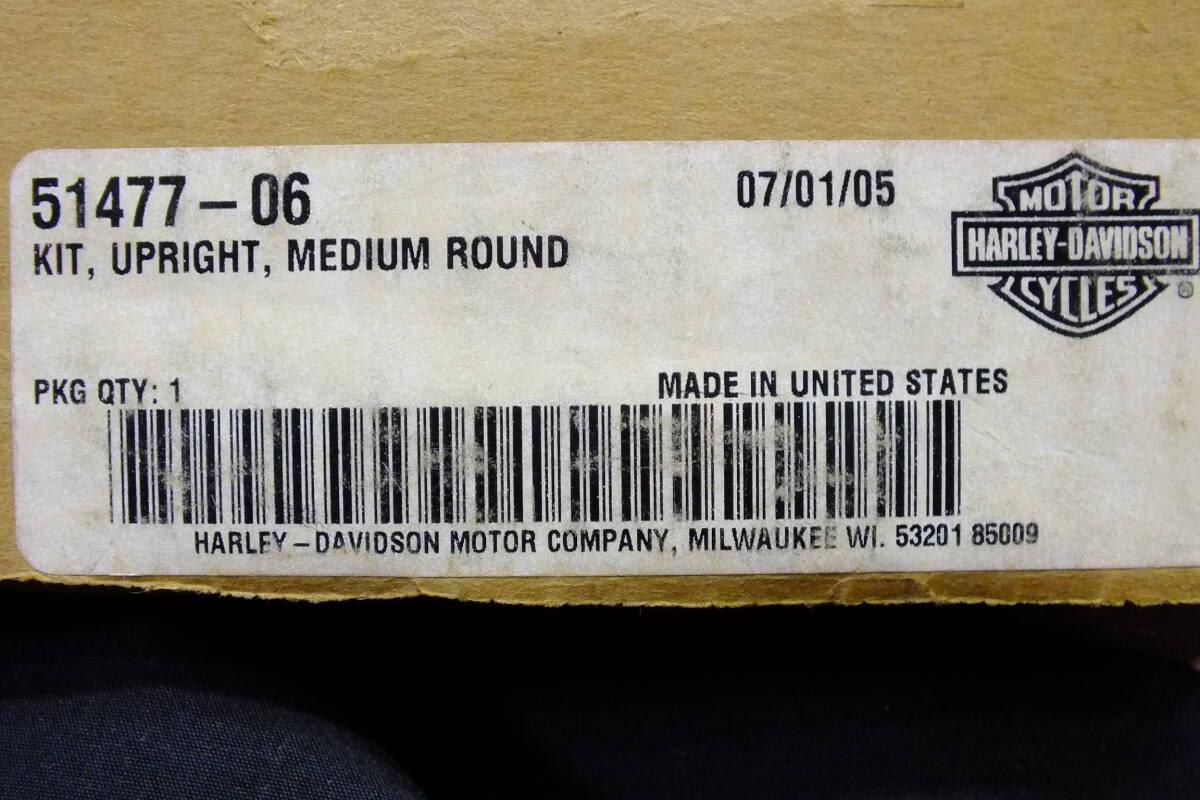 51477-06
07/01/05
KIT, UPRIGHT, MEDIUM ROUND
MOTOR
HARLEY-DAVIDSON
CYCLES
®
PKG QTY: 1
MADE IN UNITED STATES
HARLEY-DAVIDSON MOTOR COMPANY, MILWAUKEE WI. 53201 85009